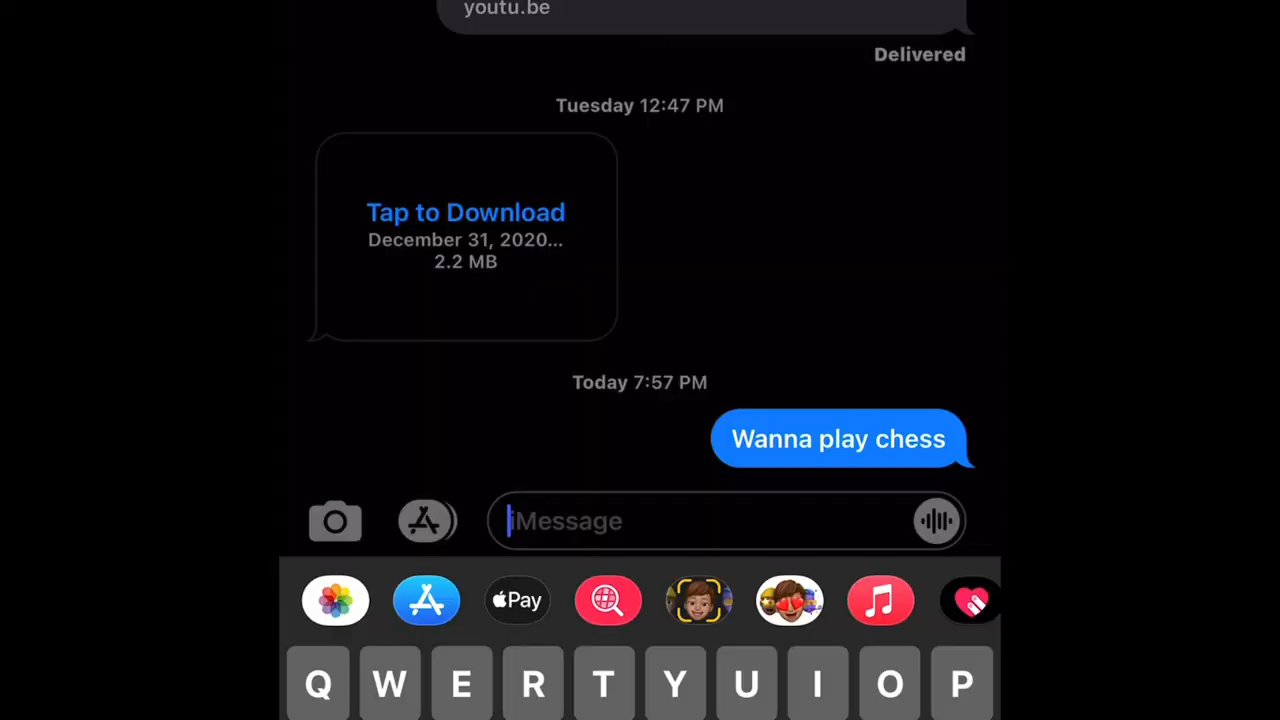 youtu.be
Delivered
Tuesday 12:47 PM
Tap to Download
December 31, 2020...
2.2 MB
Today 7:57 PM
Wanna play chess
iMessage
Pay
Q W E R T Y U I O P